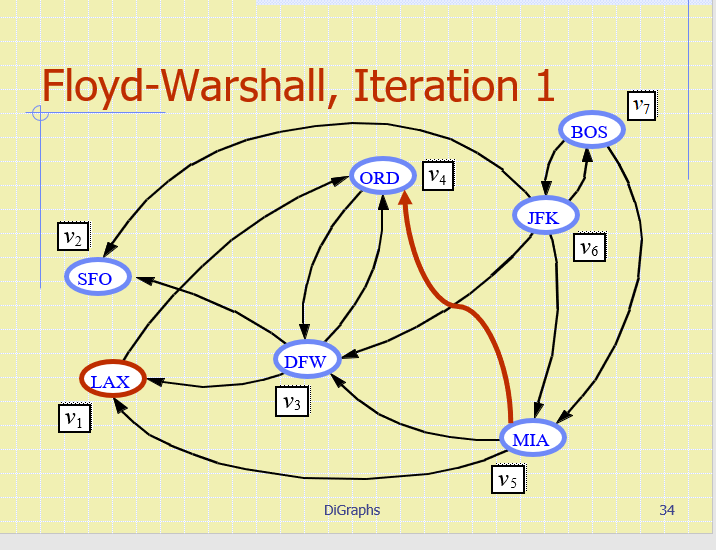 Floyd-Warshall, Iteration 1
BOS
v7
ORD
v4
JFK
v6
v2
SFO
DFW
v3
LAX
v1
MIA
v5
DiGraphs
34